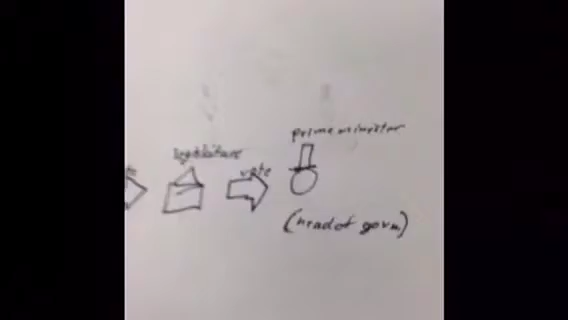 prime minister
legislature
vote
(head of govn)